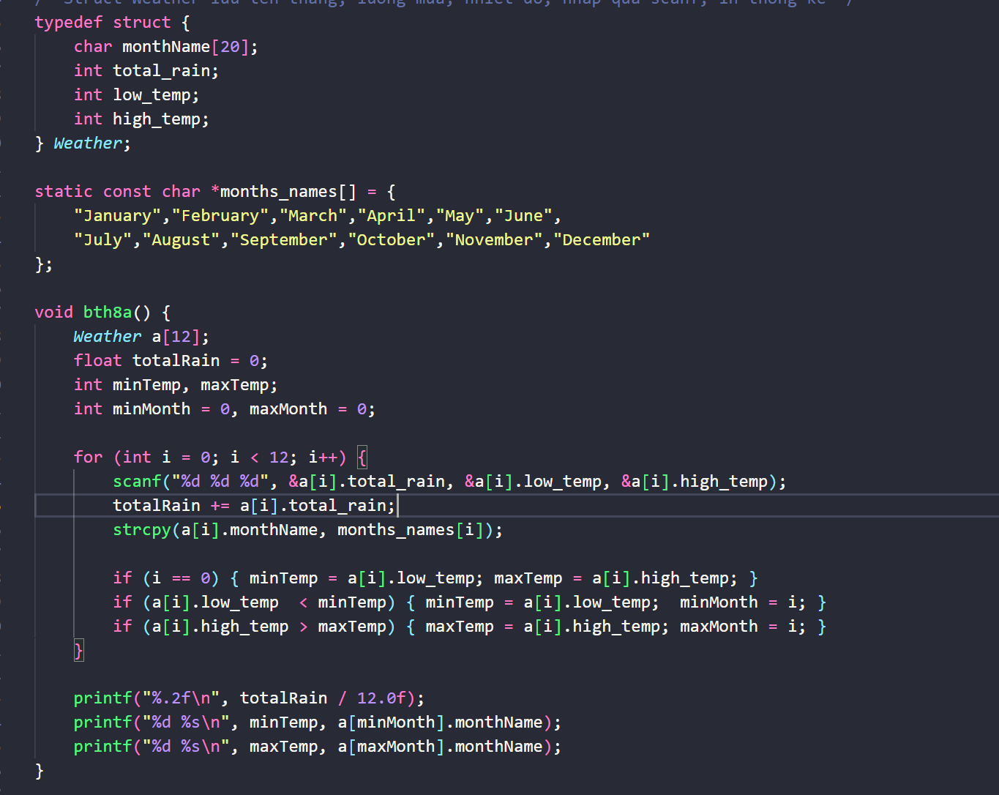 typedef struct {
    char monthName[20];
    int total_rain;
    int low_temp;
    int high_temp;
} Weather;
static const char *months_names[] = {
    "January","February","March","April","May","June",
    "July","August","September","October","November","December"
};
void bth8a() {
    Weather a[12];
    float totalRain = 0;
    int minTemp, maxTemp;
    int minMonth = 0, maxMonth = 0;
    for (int i = 0; i < 12; i++) {
        scanf("%d %d %d", &a[i].total_rain, &a[i].low_temp, &a[i].high_temp);
        totalRain += a[i].total_rain;
        strcpy(a[i].monthName, months_names[i]);
        if (i == 0) { minTemp = a[i].low_temp; maxTemp = a[i].high_temp; }
        if (a[i].low_temp  < minTemp) { minTemp = a[i].low_temp;  minMonth = i; }
        if (a[i].high_temp > maxTemp) { maxTemp = a[i].high_temp; maxMonth = i; }
    }
    printf("%.2f\n", totalRain / 12.0f);
    printf("%d %s\n", minTemp, a[minMonth].monthName);
    printf("%d %s\n", maxTemp, a[maxMonth].monthName);
}